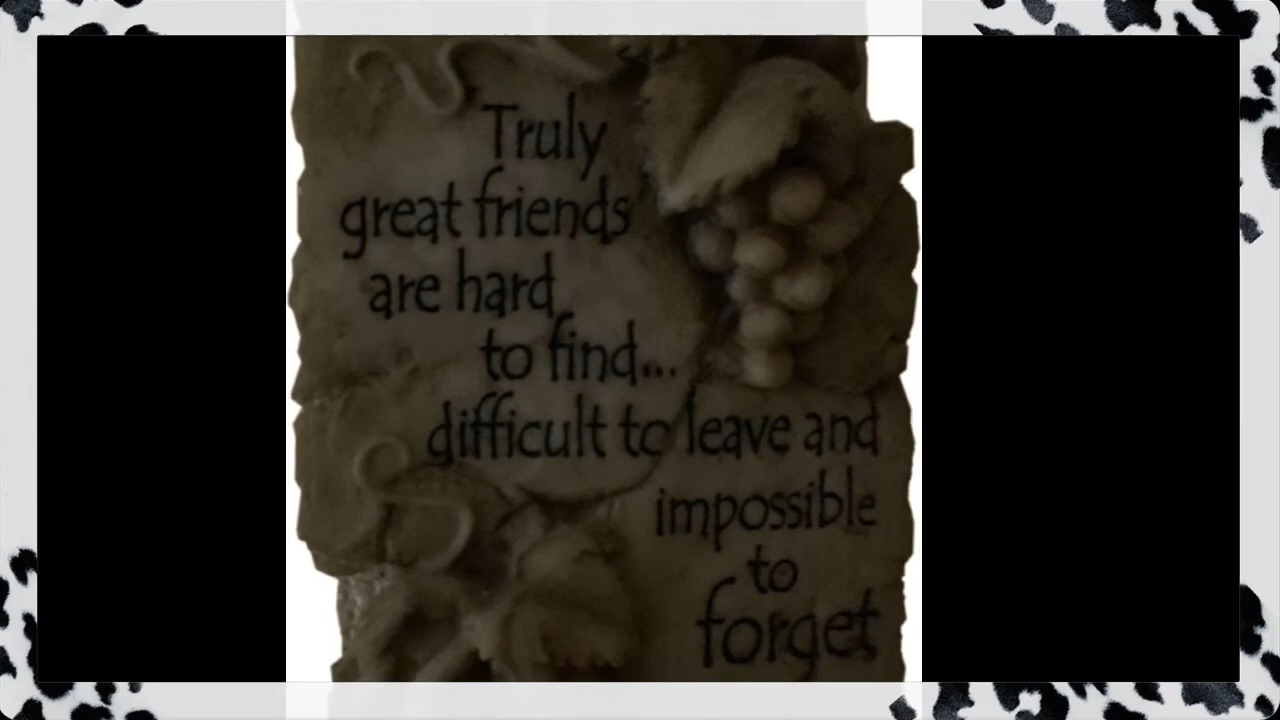 Truly
great friends
are hard
to find...
difficult to leave and
impossible
to
forget